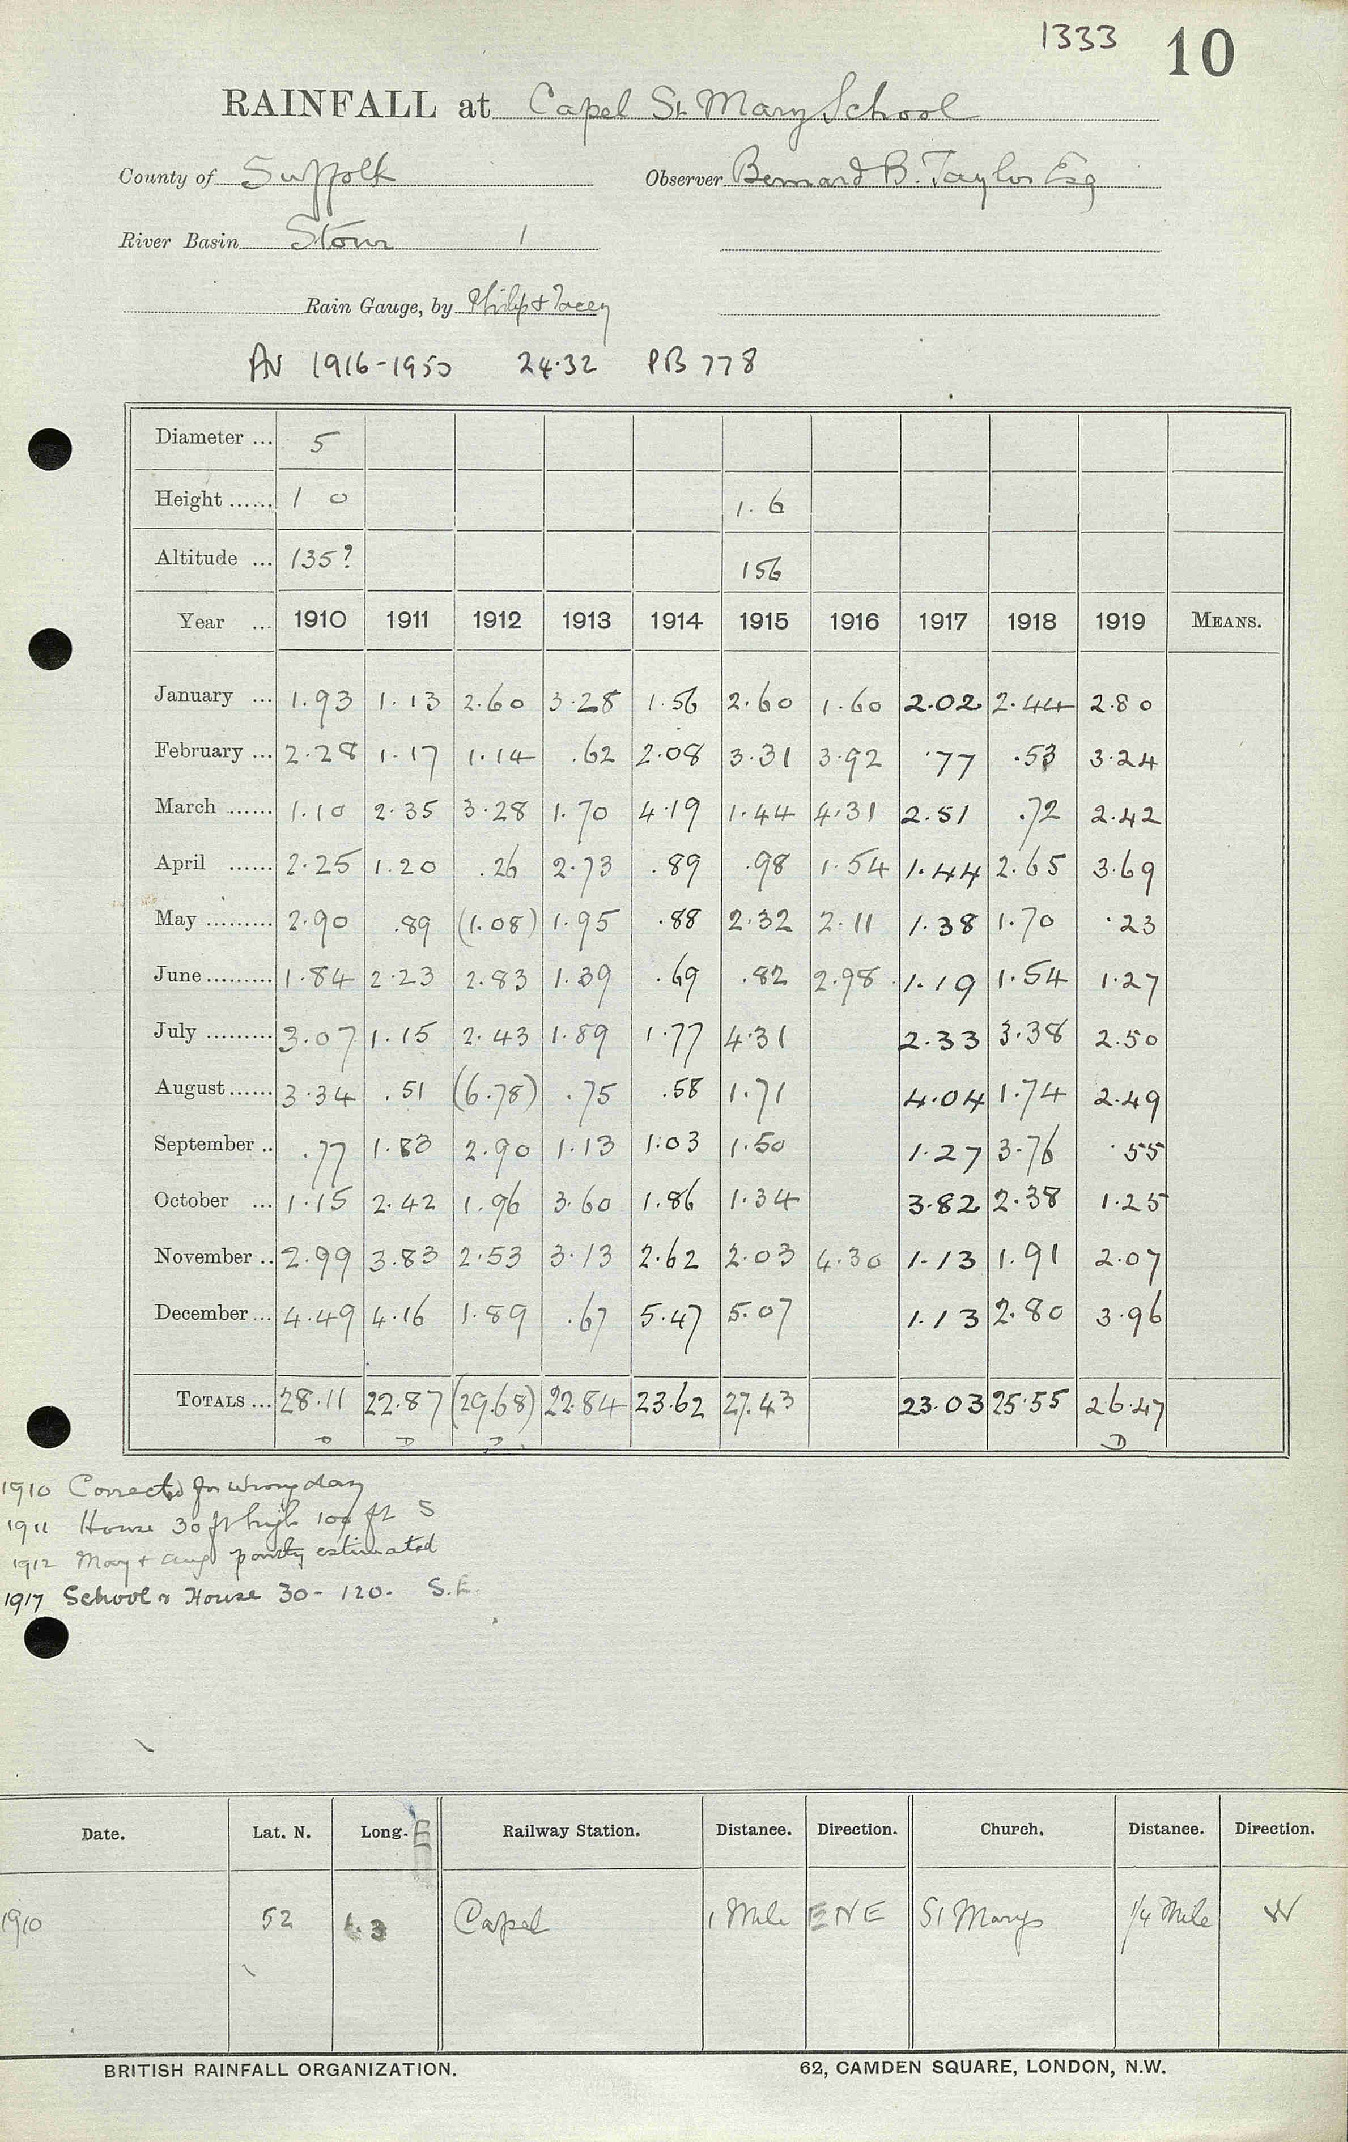 1333 10
RAINFALL at Capel St. Mary School
County of Suffolk Observer Bernard B. Taylor Esq
River Basin Stour 1
Rain Gauge, by Philip & Tacey
Av 1916-1950 24.32 PB 778
Diameter ... 5
Height ...... 1 0 1.6
Altitude ... 135? 156
Year ... 1910 1911 1912 1913 1914 1915 1916 1917 1918 1919 MEANS.
January ... 1.93 1.13 2.60 3.28 1.56 2.60 1.60 2.02 2.44 2.80
February ... 2.28 1.17 1.14 .62 2.08 3.31 3.92 .77 .53 3.24
March ...... 1.10 2.35 3.28 1.70 4.19 1.44 4.31 2.51 .72 2.42
April ...... 2.25 1.20 .26 2.73 .89 .98 1.54 1.44 2.65 3.69
May ......... 2.90 .89 (1.08) 1.95 .88 2.32 2.11 1.38 1.70 .23
June ......... 1.84 2.23 2.83 1.39 .69 .82 2.98 1.19 1.54 1.27
July ......... 3.07 1.15 2.43 1.89 1.77 4.31 2.33 3.38 2.50
August ...... 3.34 .51 (6.78) .75 .58 1.71 4.04 1.74 2.49
September .. .77 1.83 2.90 1.13 1.03 1.50 1.27 3.76 .55
October ... 1.15 2.42 1.96 3.60 1.86 1.34 3.82 2.38 1.25
November .. 2.99 3.83 2.53 3.13 2.62 2.03 4.30 1.13 1.91 2.07
December ... 4.49 4.16 1.89 .67 5.47 5.07 1.13 2.80 3.96
TOTALS ... 28.11 22.87 (29.68) 22.84 23.62 27.43 23.03 25.55 26.47
D D D D
1910 Corrected for wrong day
1911 House 30 ft high 100 ft S
1912 May & Aug partly estimated
1917 School & House 30 - 120. S.E.
Date. Lat. N. Long. E Railway Station. Distance. Direction. Church. Distance. Direction.
1910 52 1.3 Capel 1 Mile ENE St Marys 1/4 Mile W
BRITISH RAINFALL ORGANIZATION. 62, CAMDEN SQUARE, LONDON, N.W.